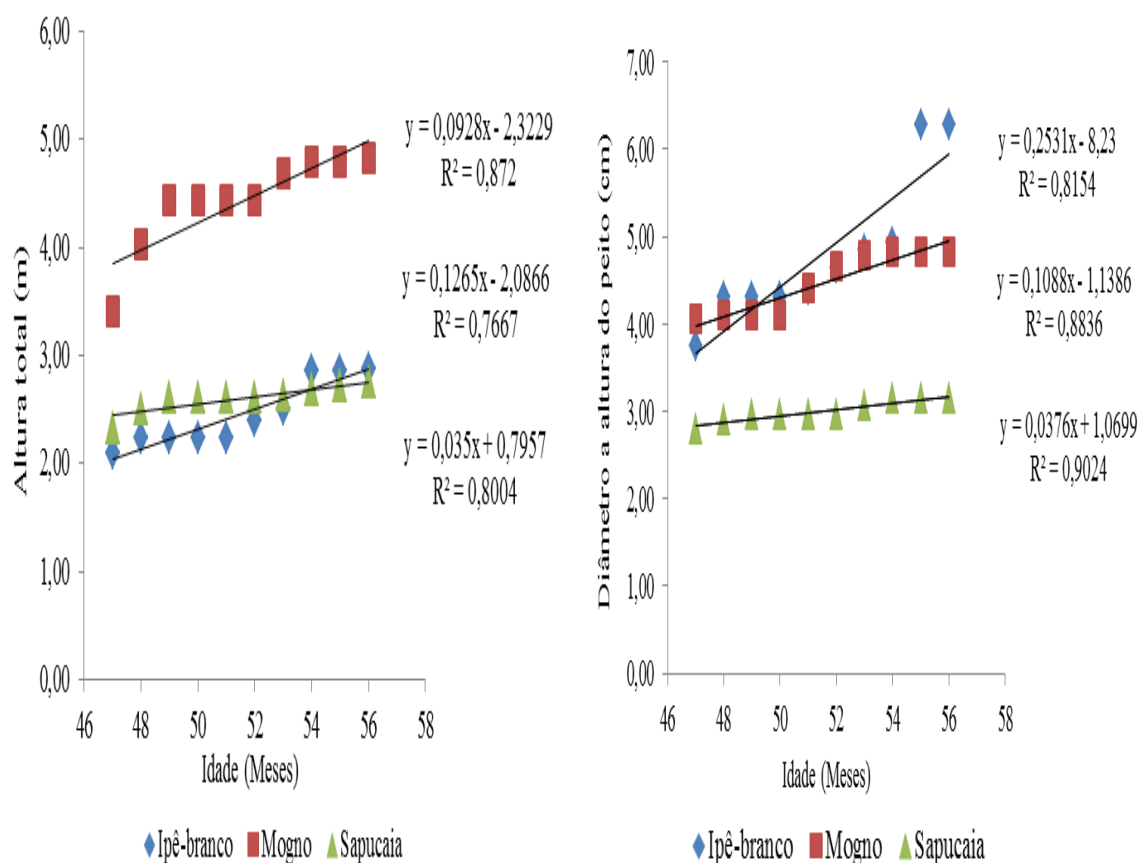 Altura total (m)
6,00
5,00
4,00
3,00
2,00
1,00
0,00
y = 0,0928x - 2,3229
R² = 0,872
y = 0,1265x - 2,0866
R² = 0,7667
y = 0,035x + 0,7957
R² = 0,8004
46 48 50 52 54 56 58
Idade (Meses)
Ipê-branco Mogno Sapucaia
Diâmetro a altura do peito (cm)
7,00
6,00
5,00
4,00
3,00
2,00
1,00
0,00
y = 0,2531x - 8,23
R² = 0,8154
y = 0,1088x - 1,1386
R² = 0,8836
y = 0,0376x + 1,0699
R² = 0,9024
46 48 50 52 54 56 58
Idade (Meses)
Ipê-branco Mogno Sapucaia